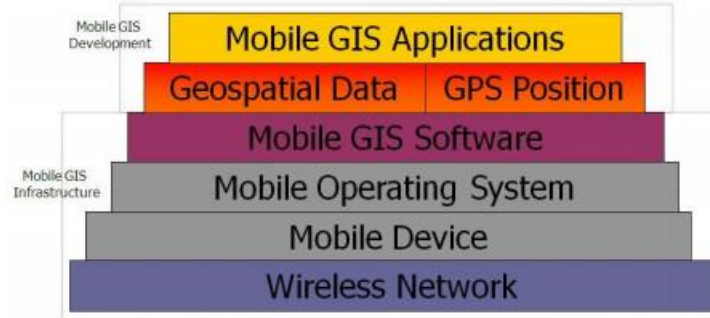 Mobile GIS
Development
Mobile GIS Applications
Geospatial Data GPS Position
Mobile GIS Software
Mobile GIS
Infrastructure
Mobile Operating System
Mobile Device
Wireless Network